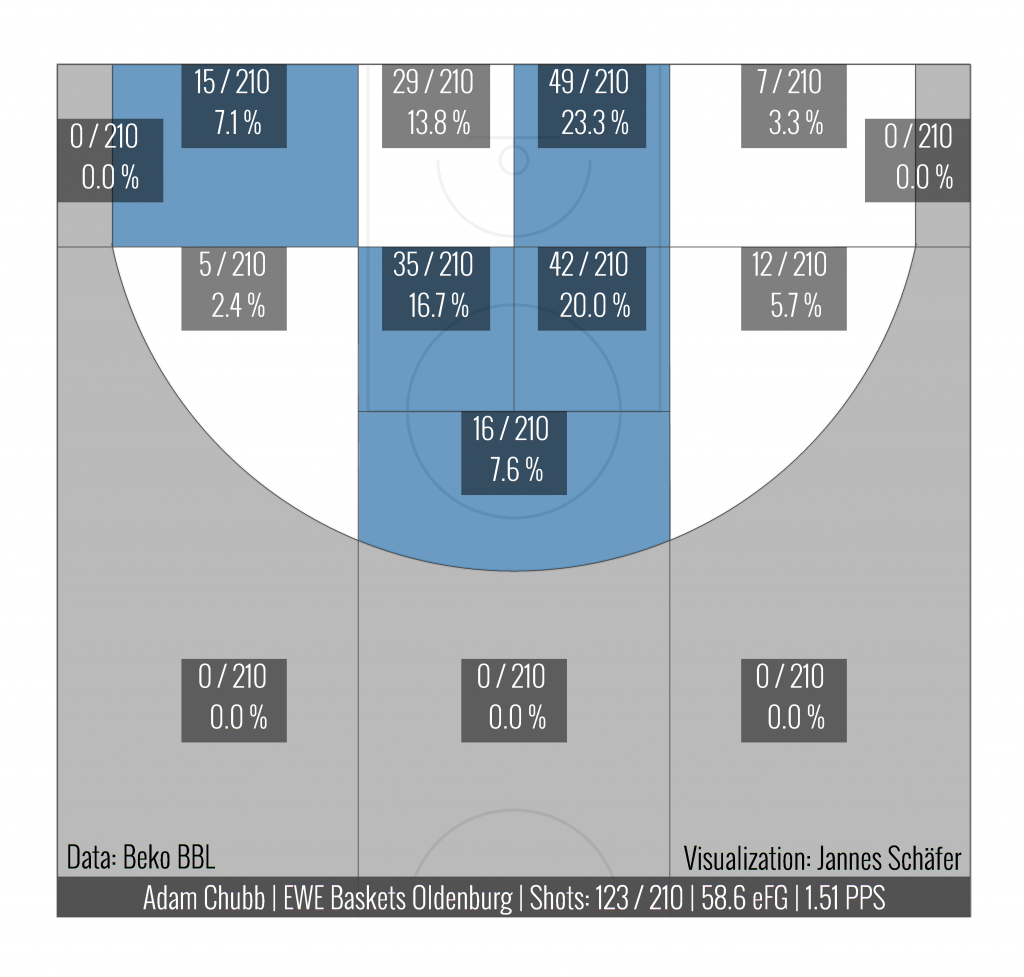 15 / 210
7.1 %
29 / 210
13.8 %
49 / 210
23.3 %
7 / 210
3.3 %
0 / 210
0.0 %
0 / 210
0.0 %
5 / 210
2.4 %
35 / 210
16.7 %
42 / 210
20.0 %
12 / 210
5.7 %
16 / 210
7.6 %
0 / 210
0.0 %
0 / 210
0.0 %
0 / 210
0.0 %
Data: Beko BBL
Visualization: Jannes Schäfer
Adam Chubb | EWE Baskets Oldenburg | Shots: 123 / 210 | 58.6 eFG | 1.51 PPS